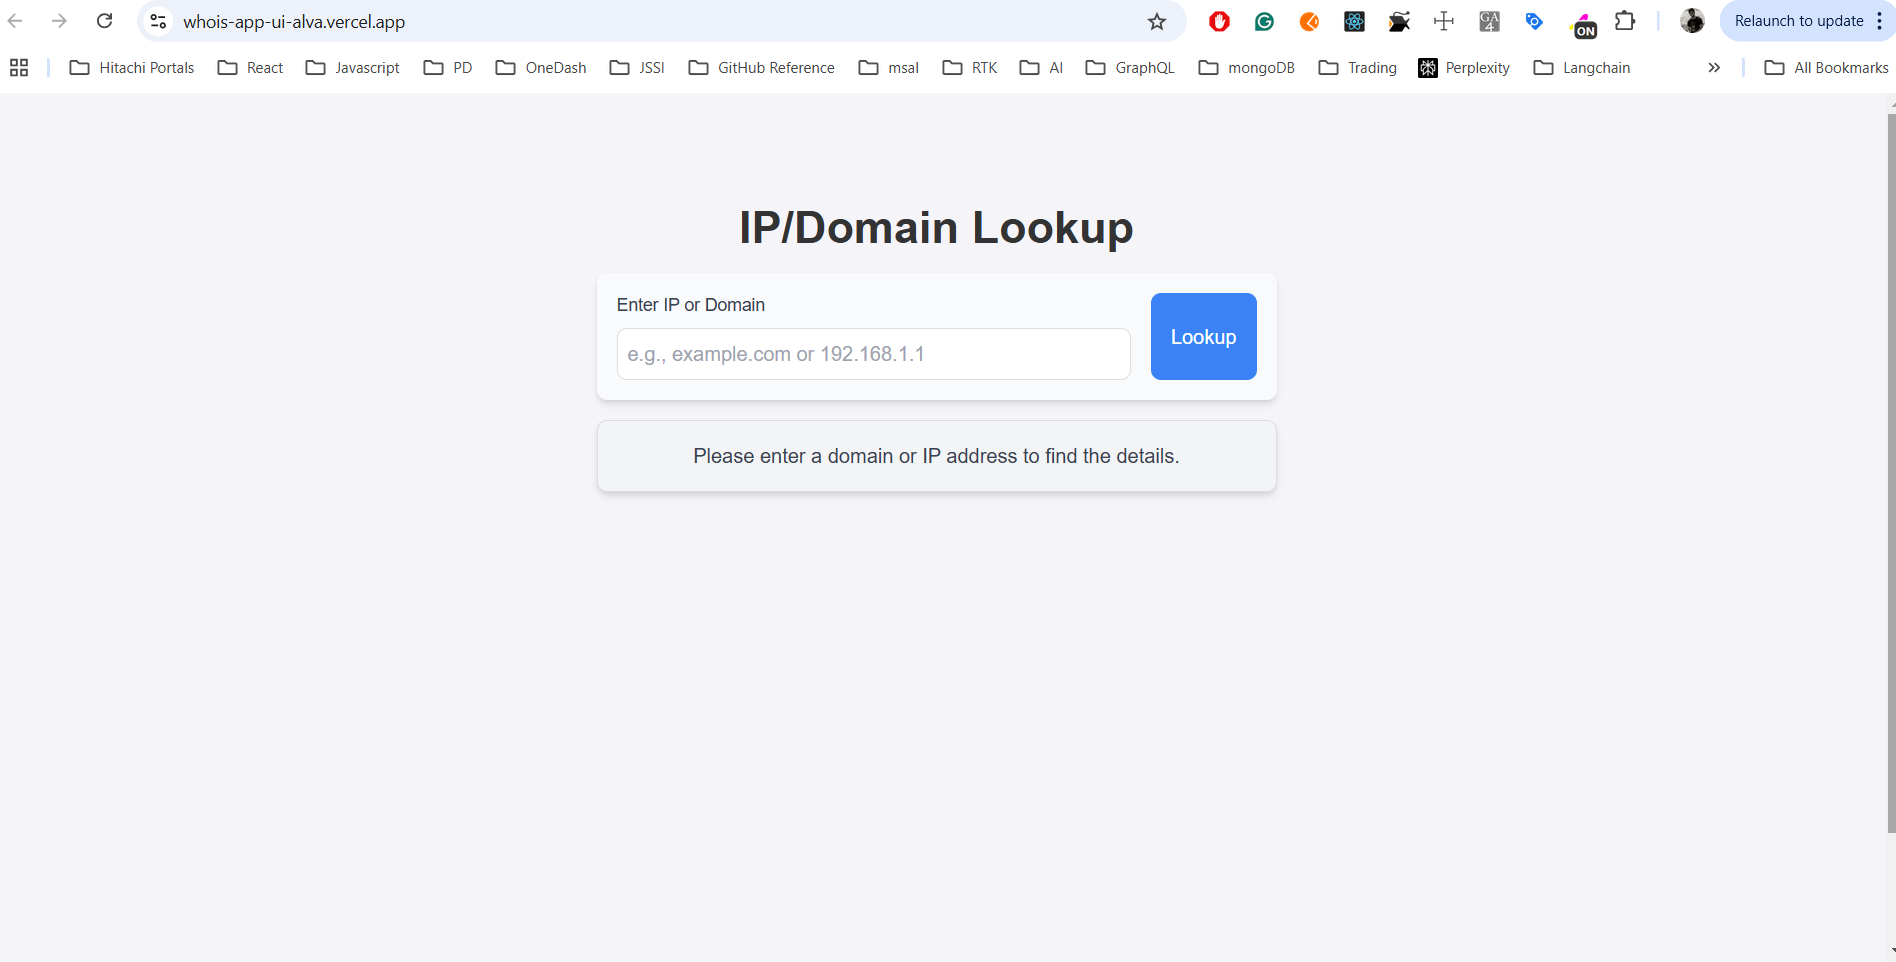 whois-app-ui-alva.vercel.app
GA
4
ON
Relaunch to update
Hitachi Portals React Javascript PD OneDash JSSI GitHub Reference msal RTK AI GraphQL mongoDB Trading Perplexity Langchain » All Bookmarks
IP/Domain Lookup
Enter IP or Domain
e.g., example.com or 192.168.1.1
Lookup
Please enter a domain or IP address to find the details.